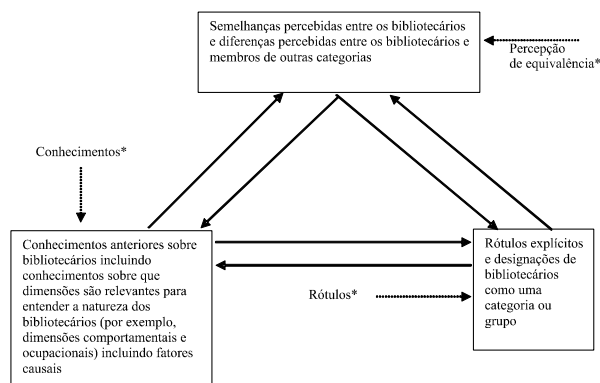 Semelhanças percebidas entre os bibliotecários
e diferenças percebidas entre os bibliotecários e
membros de outras categorias
Percepção
de equivalência*
Conhecimentos*
Conhecimentos anteriores sobre
bibliotecários incluindo
conhecimentos sobre que
dimensões são relevantes para
entender a natureza dos
bibliotecários (por exemplo,
dimensões comportamentais e
ocupacionais) incluindo fatores
causais
Rótulos*
Rótulos explícitos
e designações de
bibliotecários
como uma
categoria ou
grupo